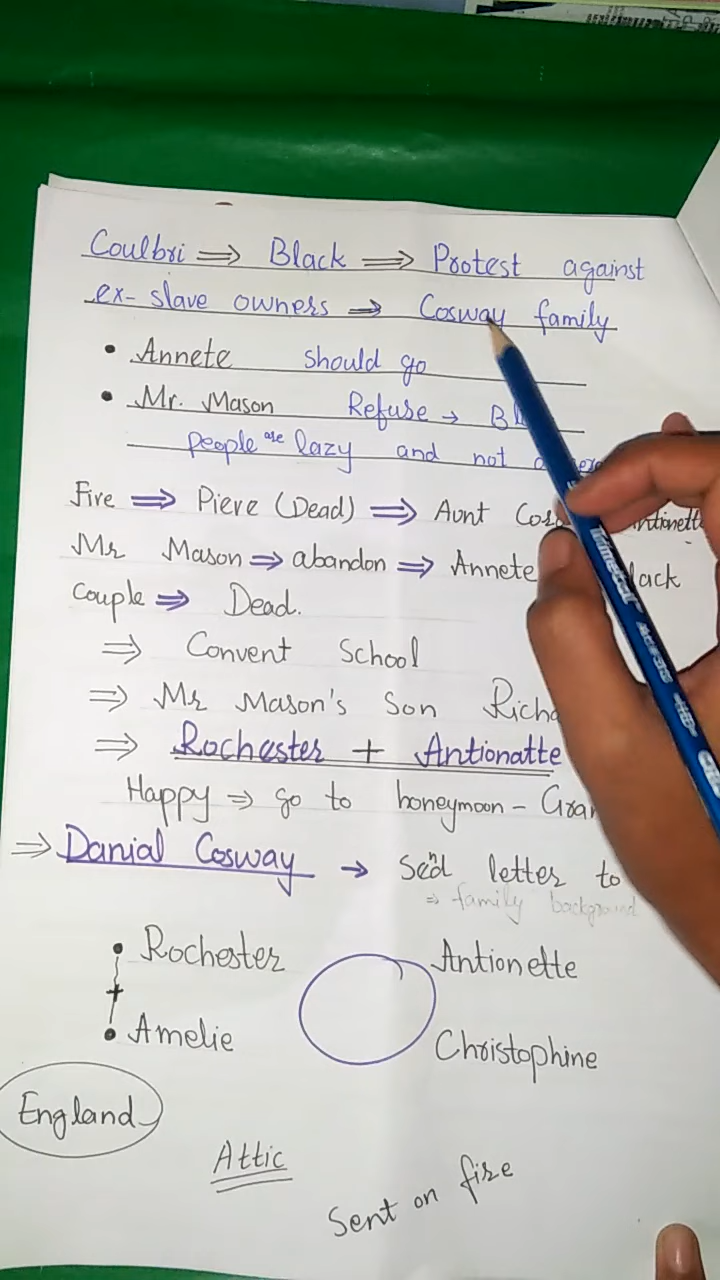 Coulbri ⇒ Black ⇒ Protest against
ex-slave owners ⇒ Cosway family
• Annete should go
• Mr. Mason Refuse → Bl
people are lazy and not
Fire ⇒ Piere (Dead) ⇒ Aunt Cor
Mr Mason ⇒ abandon ⇒ Annete lack
Couple ⇒ Dead.
⇒ Convent School
⇒ Mr Mason's Son Richa
⇒ Rochester + Antionatte
Happy ⇒ go to honeymoon - Gran
⇒ Danial Cosway → Send letter to
⇒ family background
• Rochester Antionette
+
• Amelie Christophine
England
Attic
Sent on fire